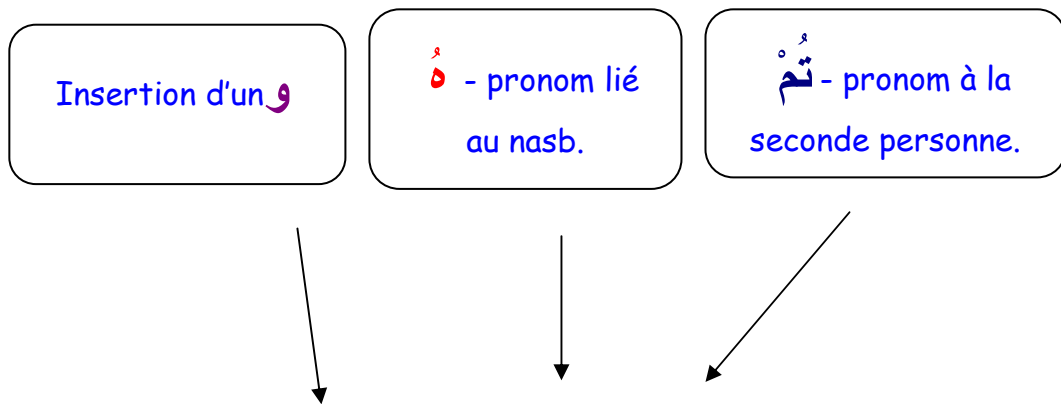 Insertion d'un و
هُ - pronom lié
au nasb.
تُمْ - pronom à la
seconde personne.